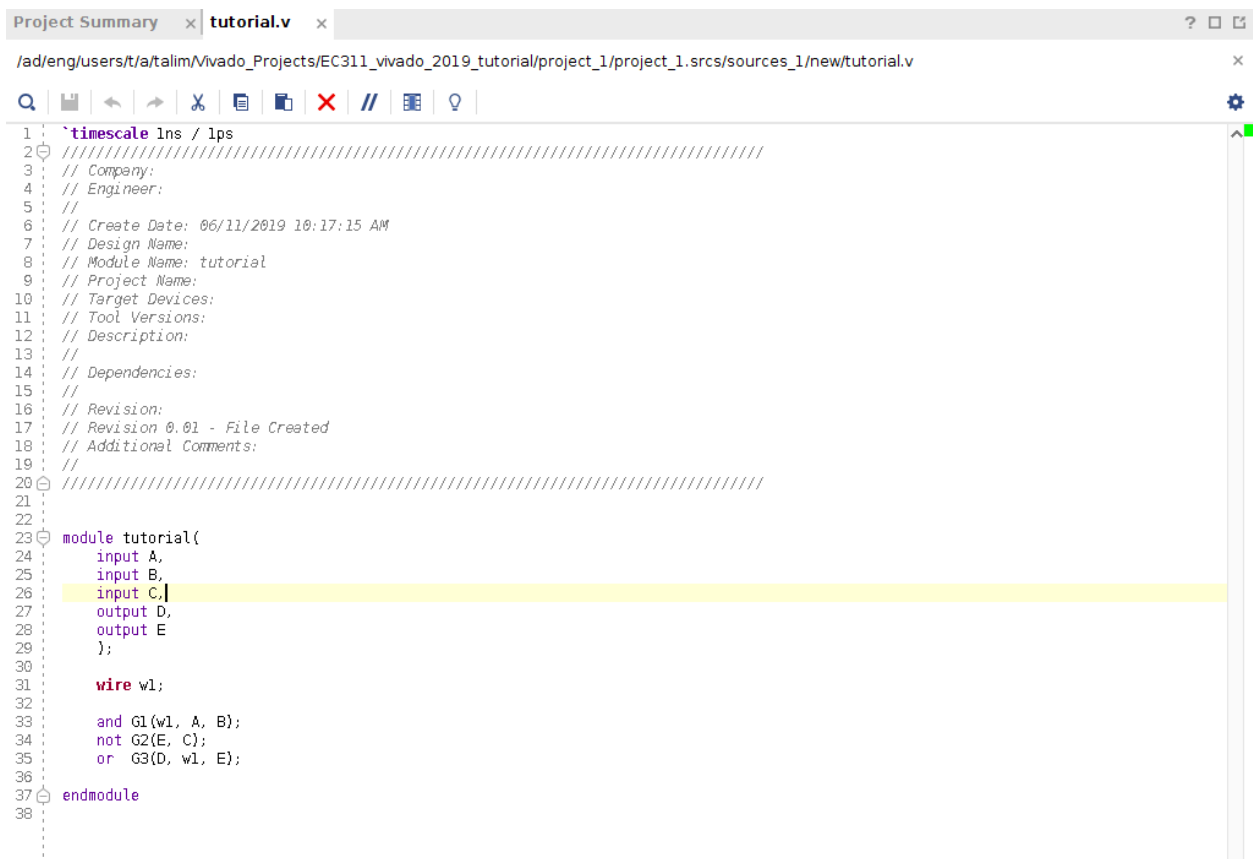 Project Summary × tutorial.v ×
/ad/eng/users/t/a/talim/Vivado_Projects/EC311_vivado_2019_tutorial/project_1/project_1.srcs/sources_1/new/tutorial.v
1 `timescale 1ns / 1ps
2 //////////////////////////////////////////////////////////////////////////////////
3 // Company:
4 // Engineer:
5 //
6 // Create Date: 06/11/2019 10:17:15 AM
7 // Design Name:
8 // Module Name: tutorial
9 // Project Name:
10 // Target Devices:
11 // Tool Versions:
12 // Description:
13 //
14 // Dependencies:
15 //
16 // Revision:
17 // Revision 0.01 - File Created
18 // Additional Comments:
19 //
20 //////////////////////////////////////////////////////////////////////////////////
21
22
23 module tutorial(
24 input A,
25 input B,
26 input C,
27 output D,
28 output E
29 );
30
31 wire w1;
32
33 and G1(w1, A, B);
34 not G2(E, C);
35 or  G3(D, w1, E);
36
37 endmodule
38